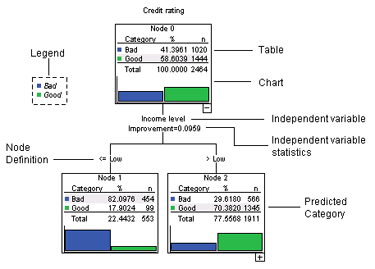 Credit rating
Node 0
Category % n
Bad 41.3961 1020
Good 58.6039 1444
Total 100.0000 2464
Legend
Bad
Good
Table
Chart
Income level
Improvement=0.0959
Independent variable
Independent variable
statistics
Node
Definition
<= Low
> Low
Node 1
Category % n
Bad 82.0976 454
Good 17.9024 99
Total 22.4432 553
Node 2
Category % n
Bad 29.6180 566
Good 70.3820 1345
Total 77.5568 1911
Predicted
Category